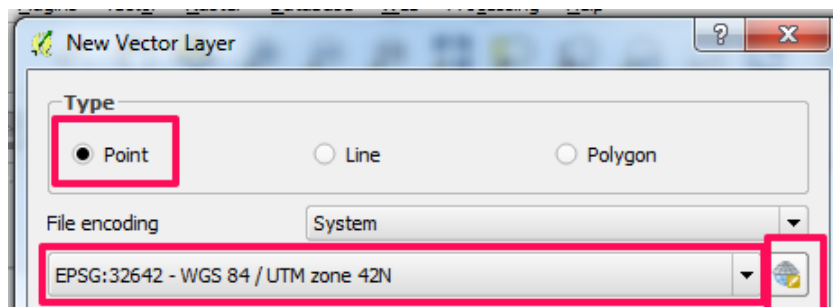 New Vector Layer
Type
Point Line Polygon
File encoding System
EPSG:32642 - WGS 84 / UTM zone 42N